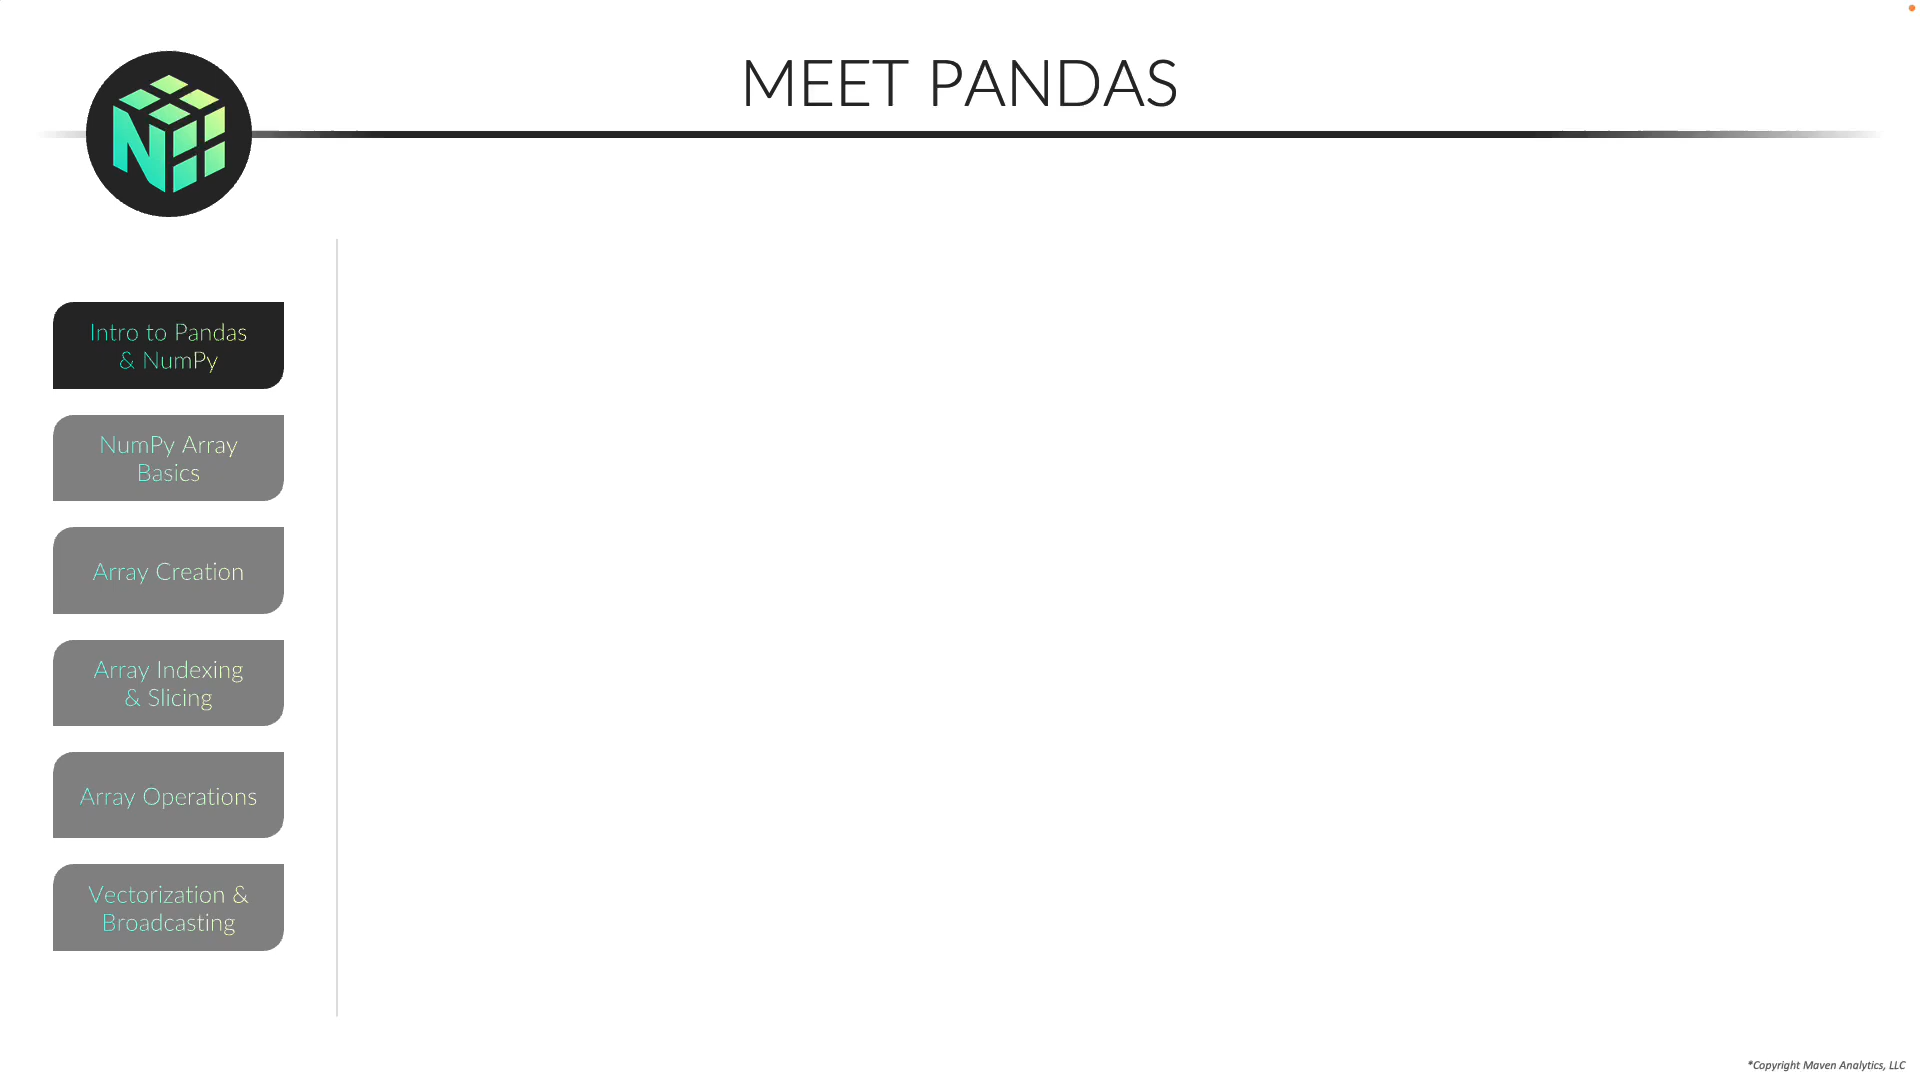 MEET PANDAS
Intro to Pandas
& NumPy
NumPy Array
Basics
Array Creation
Array Indexing
& Slicing
Array Operations
Vectorization &
Broadcasting
*Copyright Maven Analytics, LLC